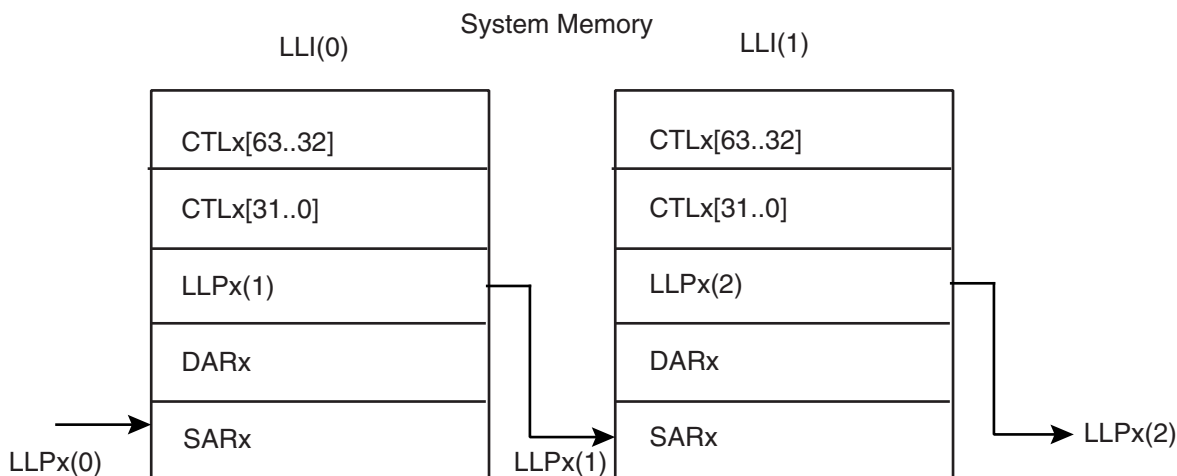 System Memory
LLI(0)
LLI(1)
CTLx[63..32]
CTLx[63..32]
CTLx[31..0]
CTLx[31..0]
LLPx(1)
LLPx(2)
DARx
DARx
SARx
SARx
LLPx(0)
LLPx(1)
LLPx(2)